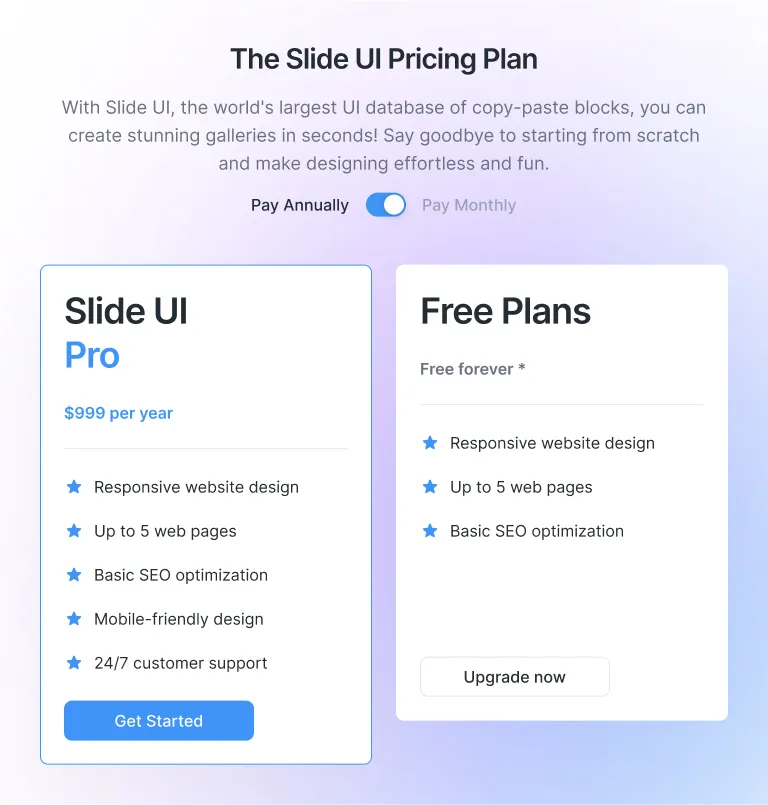 The Slide UI Pricing Plan
With Slide UI, the world's largest UI database of copy-paste blocks, you can
create stunning galleries in seconds! Say goodbye to starting from scratch
and make designing effortless and fun.
Pay Annually
Pay Monthly
Slide UI
Pro
$999 per year
Responsive website design
Up to 5 web pages
Basic SEO optimization
Mobile-friendly design
24/7 customer support
Get Started
Free Plans
Free forever *
Responsive website design
Up to 5 web pages
Basic SEO optimization
Upgrade now